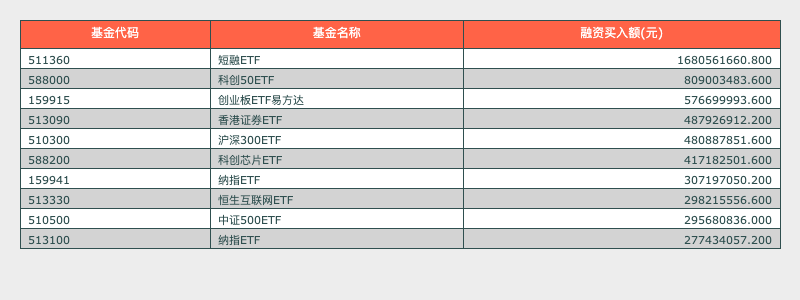 基金代码 基金名称 融资买入额(元)
511360 短融ETF 1680561660.800
588000 科创50ETF 809003483.600
159915 创业板ETF易方达 576699993.600
513090 香港证券ETF 487926912.200
510300 沪深300ETF 480887851.600
588200 科创芯片ETF 417182501.600
159941 纳指ETF 307197050.200
513330 恒生互联网ETF 298215556.600
510500 中证500ETF 295680836.000
513100 纳指ETF 277434057.200